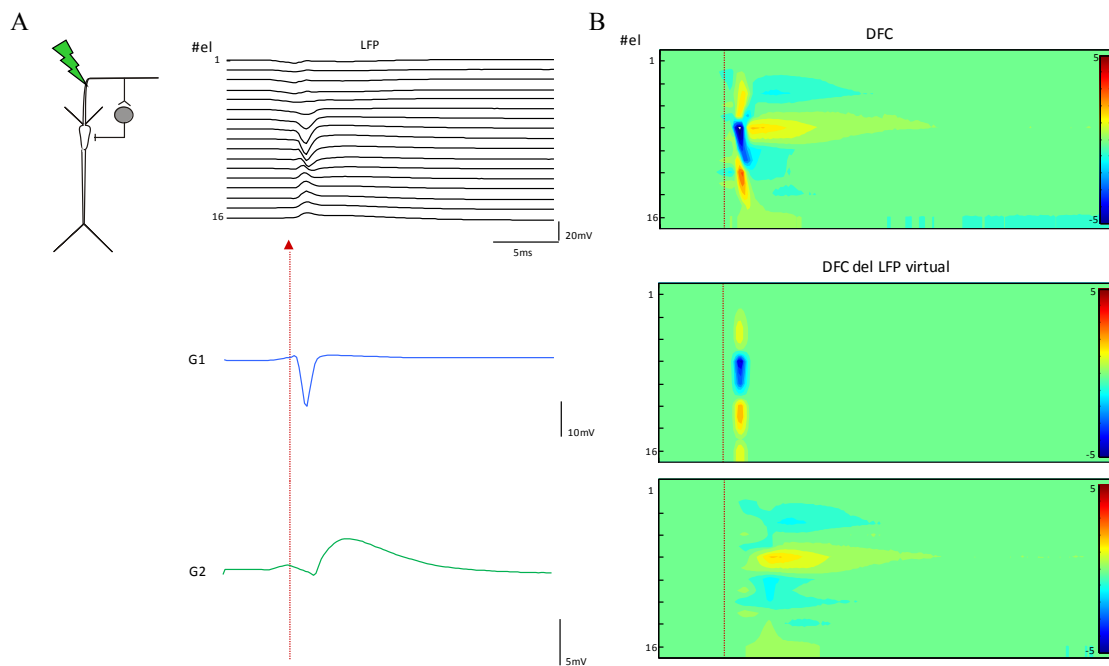 A
#el
LFP
1
16
20mV
5ms
G1
10mV
G2
5mV
B
#el
DFC
1
16
5
-5
DFC del LFP virtual
1
16
5
-5
1
16
5
-5